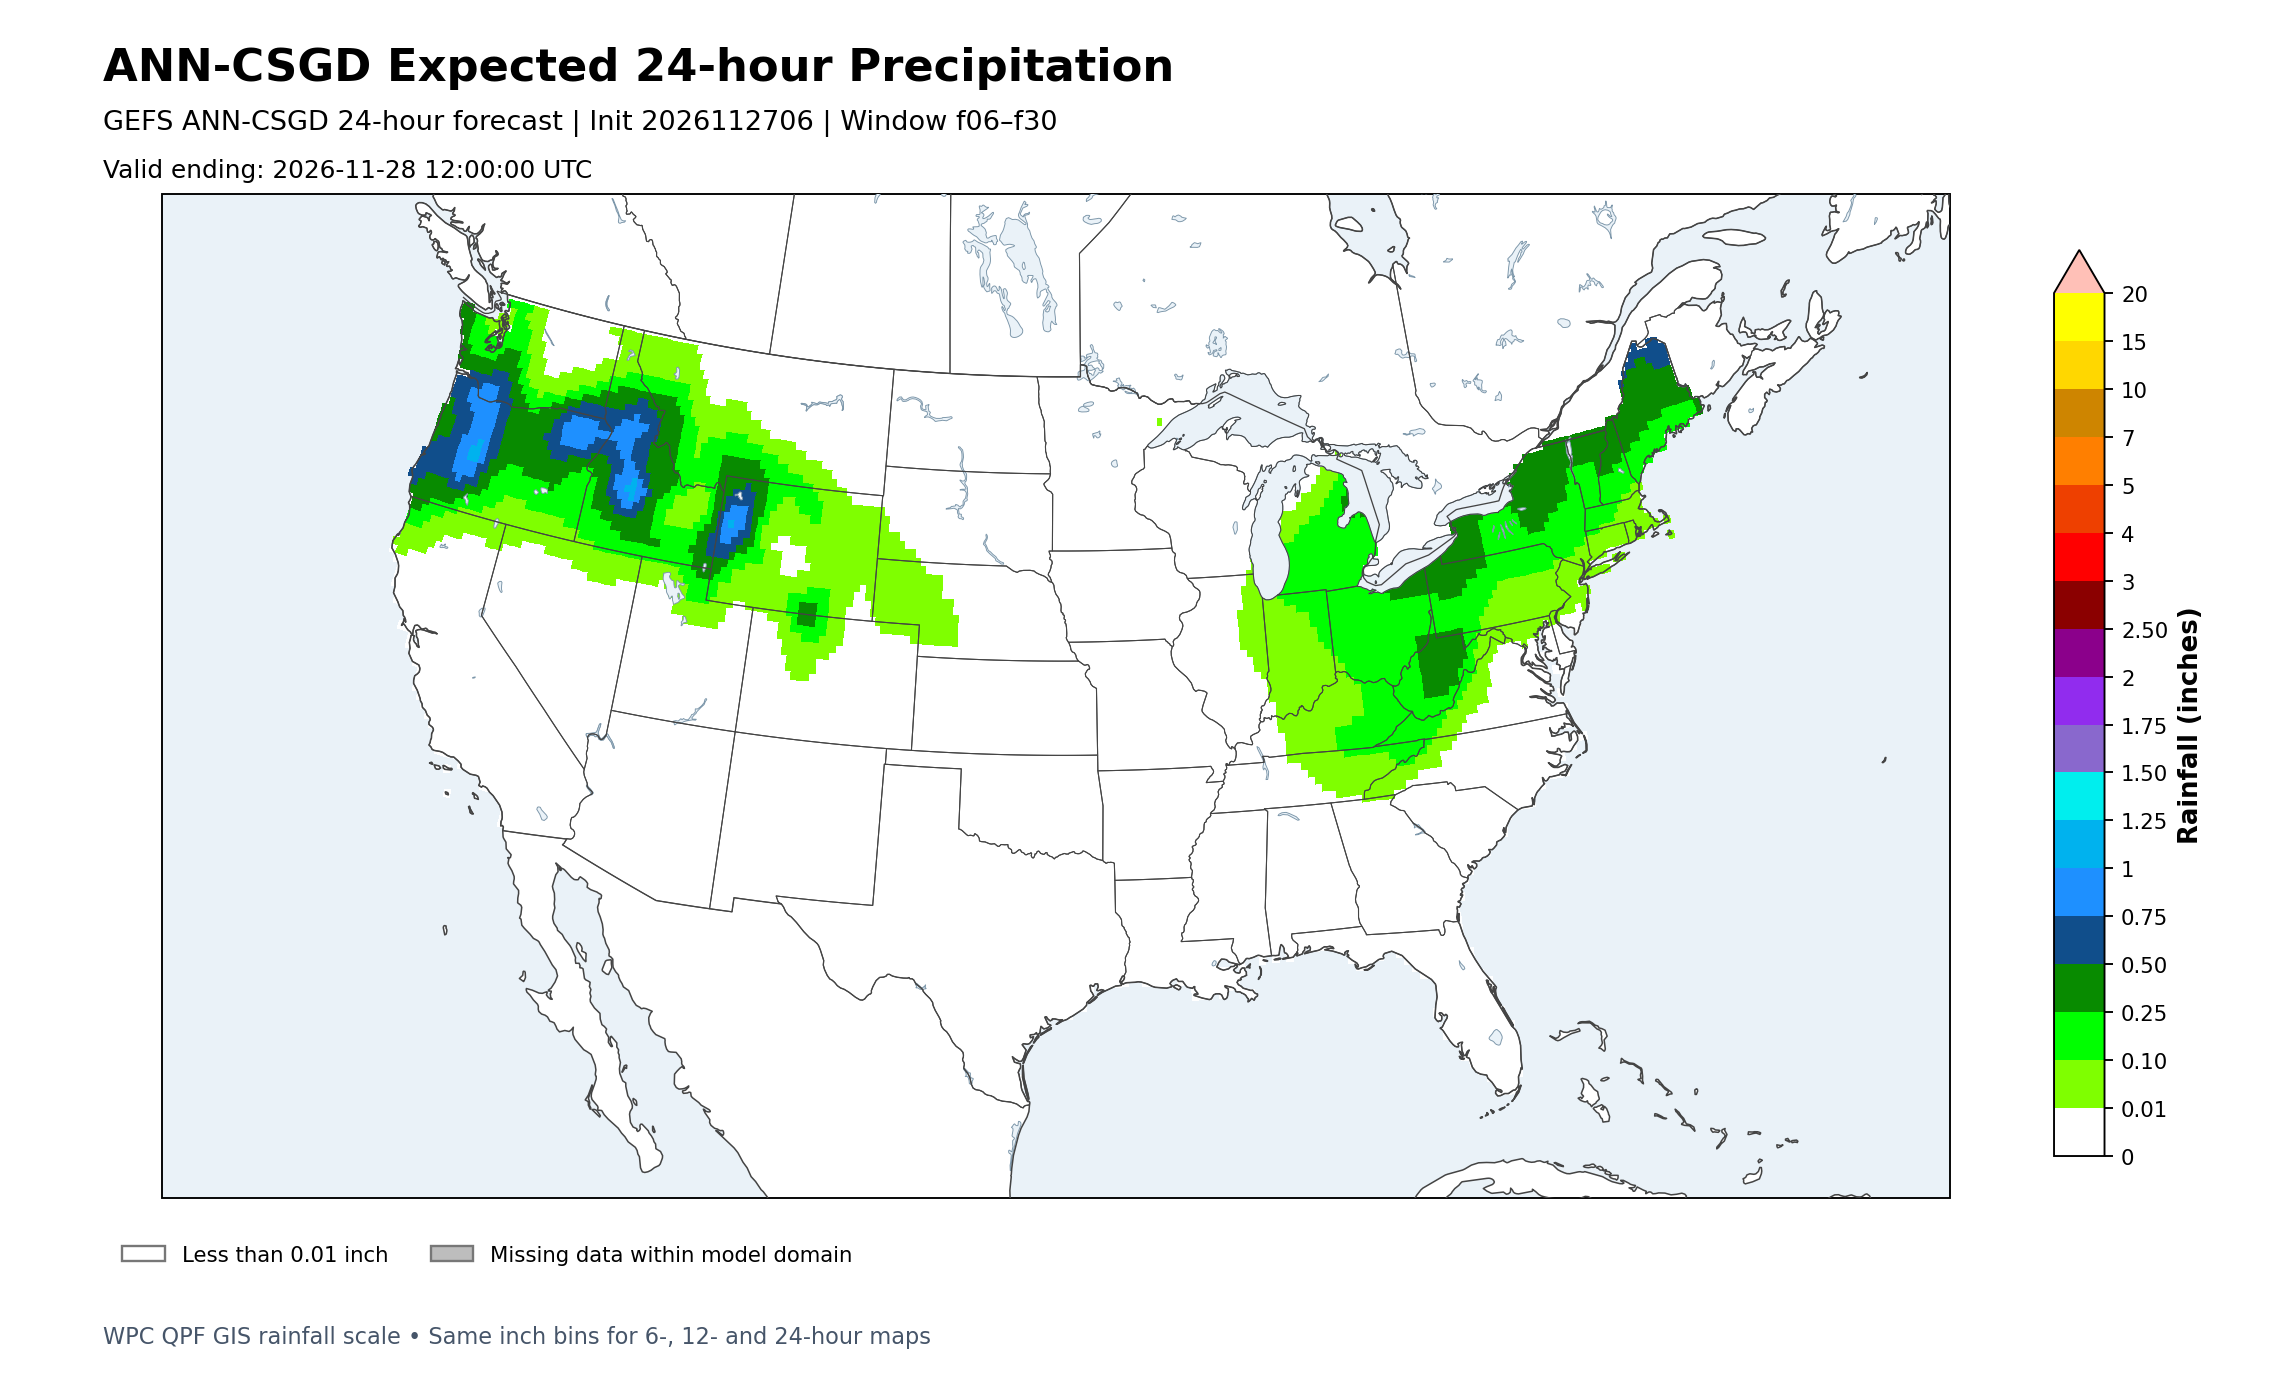 ANN-CSGD Expected 24-hour Precipitation
GEFS ANN-CSGD 24-hour forecast | Init 2026112706 | Window f06–f30
Valid ending: 2026-11-28 12:00:00 UTC
20
15
10
7
5
4
3
2.50
2
1.75
1.50
1.25
1
0.75
0.50
0.25
0.10
0.01
0
Rainfall (inches)
Less than 0.01 inch
Missing data within model domain
WPC QPF GIS rainfall scale • Same inch bins for 6-, 12- and 24-hour maps